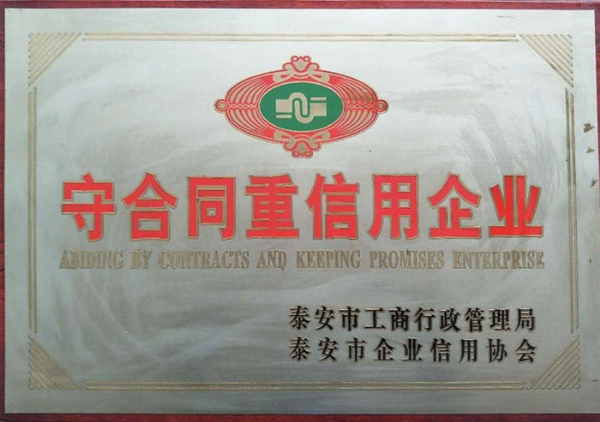 守合同重信用企业
ABIDING BY CONTRACTS AND KEEPING PROMISES ENTERPRISE
泰安市工商行政管理局
泰安市企业信用协会